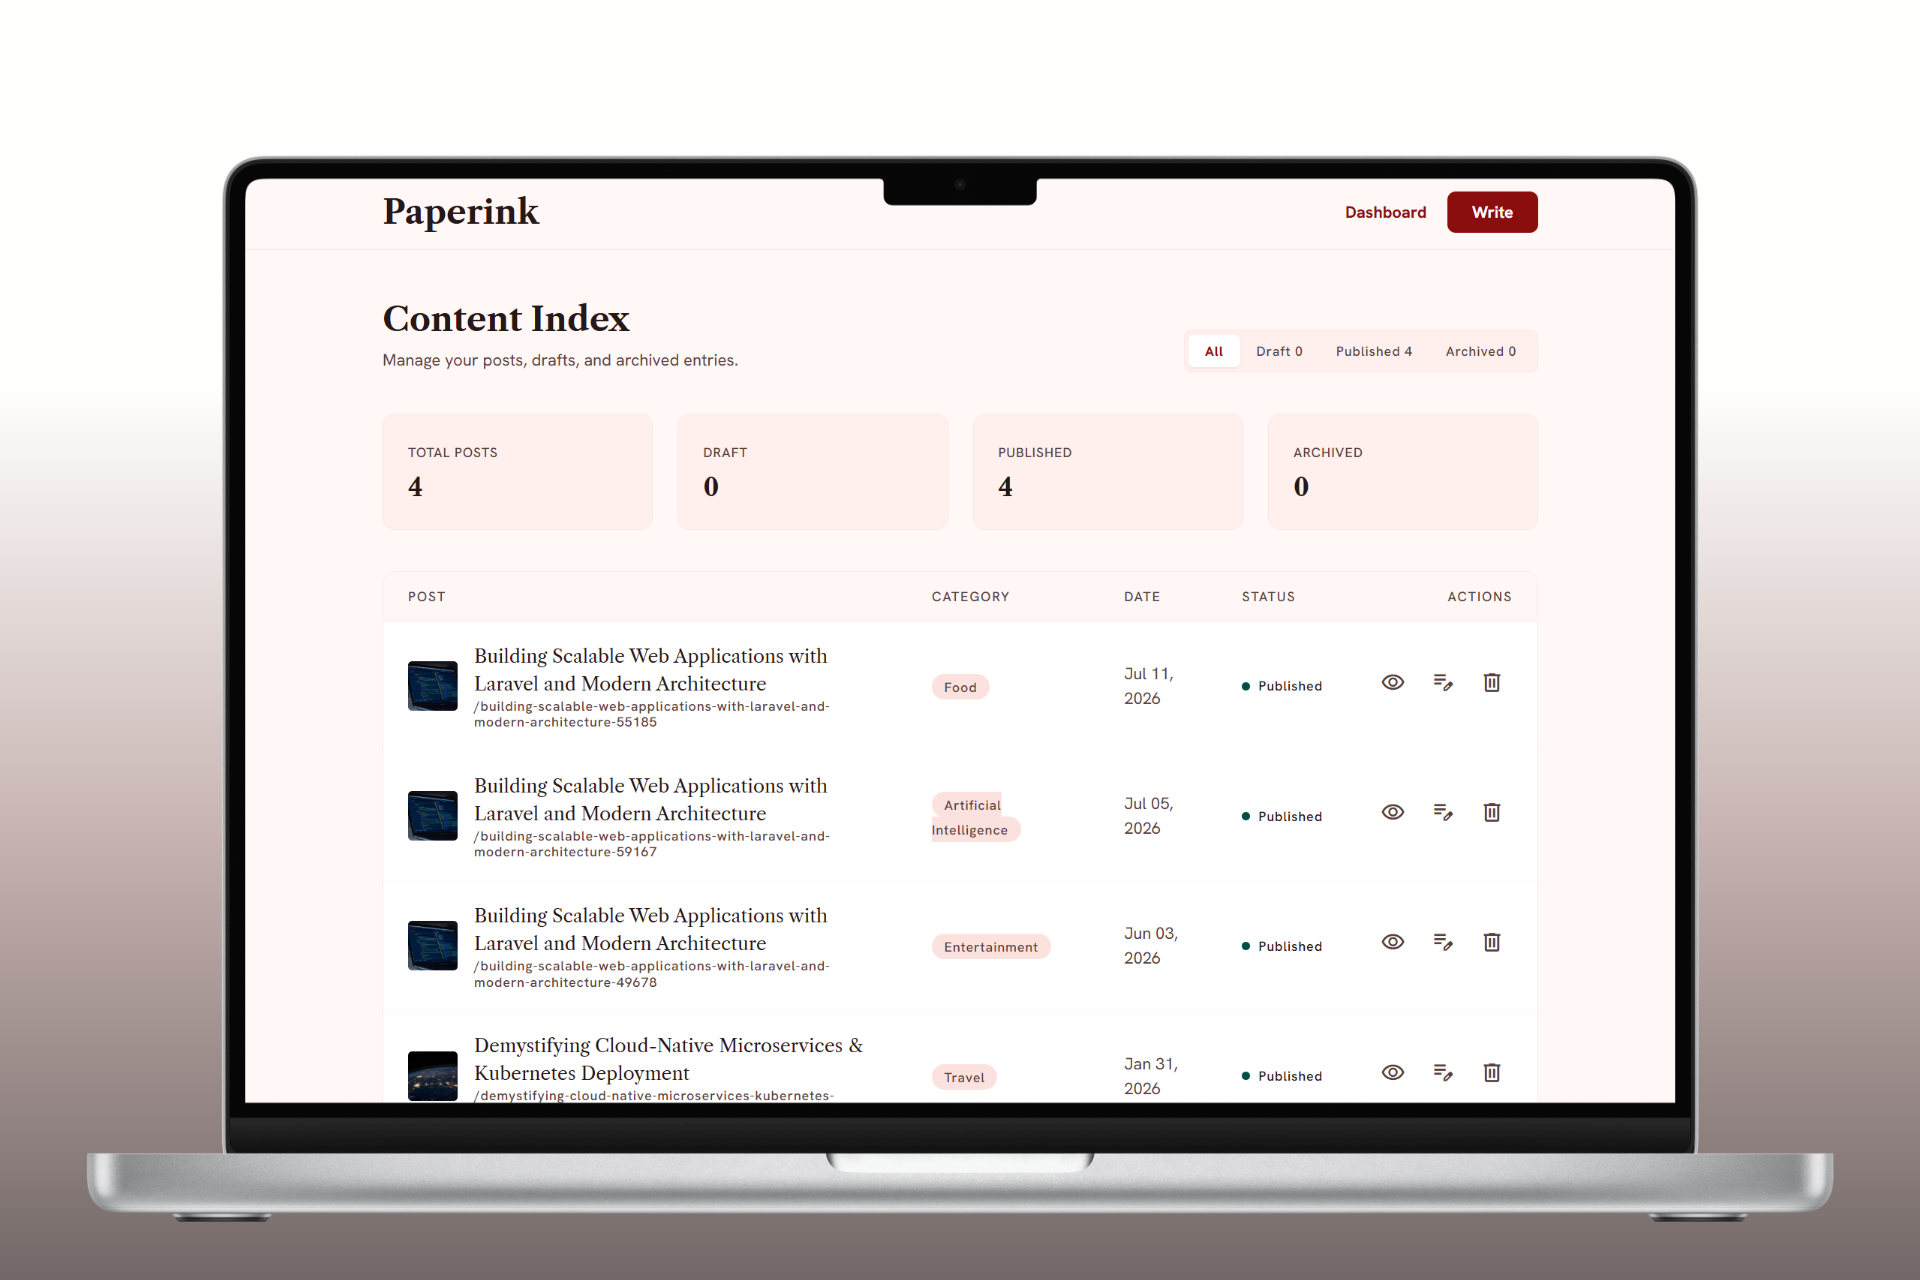 Paperink
Dashboard
Write
Content Index
Manage your posts, drafts, and archived entries.
All
Draft 0
Published 4
Archived 0
TOTAL POSTS
4
DRAFT
0
PUBLISHED
4
ARCHIVED
0
POST
CATEGORY
DATE
STATUS
ACTIONS
Building Scalable Web Applications with
Laravel and Modern Architecture
/building-scalable-web-applications-with-laravel-and-
modern-architecture-55185
Food
Jul 11,
2026
Published
Building Scalable Web Applications with
Laravel and Modern Architecture
/building-scalable-web-applications-with-laravel-and-
modern-architecture-59167
Artificial
Intelligence
Jul 05,
2026
Published
Building Scalable Web Applications with
Laravel and Modern Architecture
/building-scalable-web-applications-with-laravel-and-
modern-architecture-49678
Entertainment
Jun 03,
2026
Published
Demystifying Cloud-Native Microservices &
Kubernetes Deployment
/demystifying-cloud-native-microservices-kubernetes-
Travel
Jan 31,
2026
Published